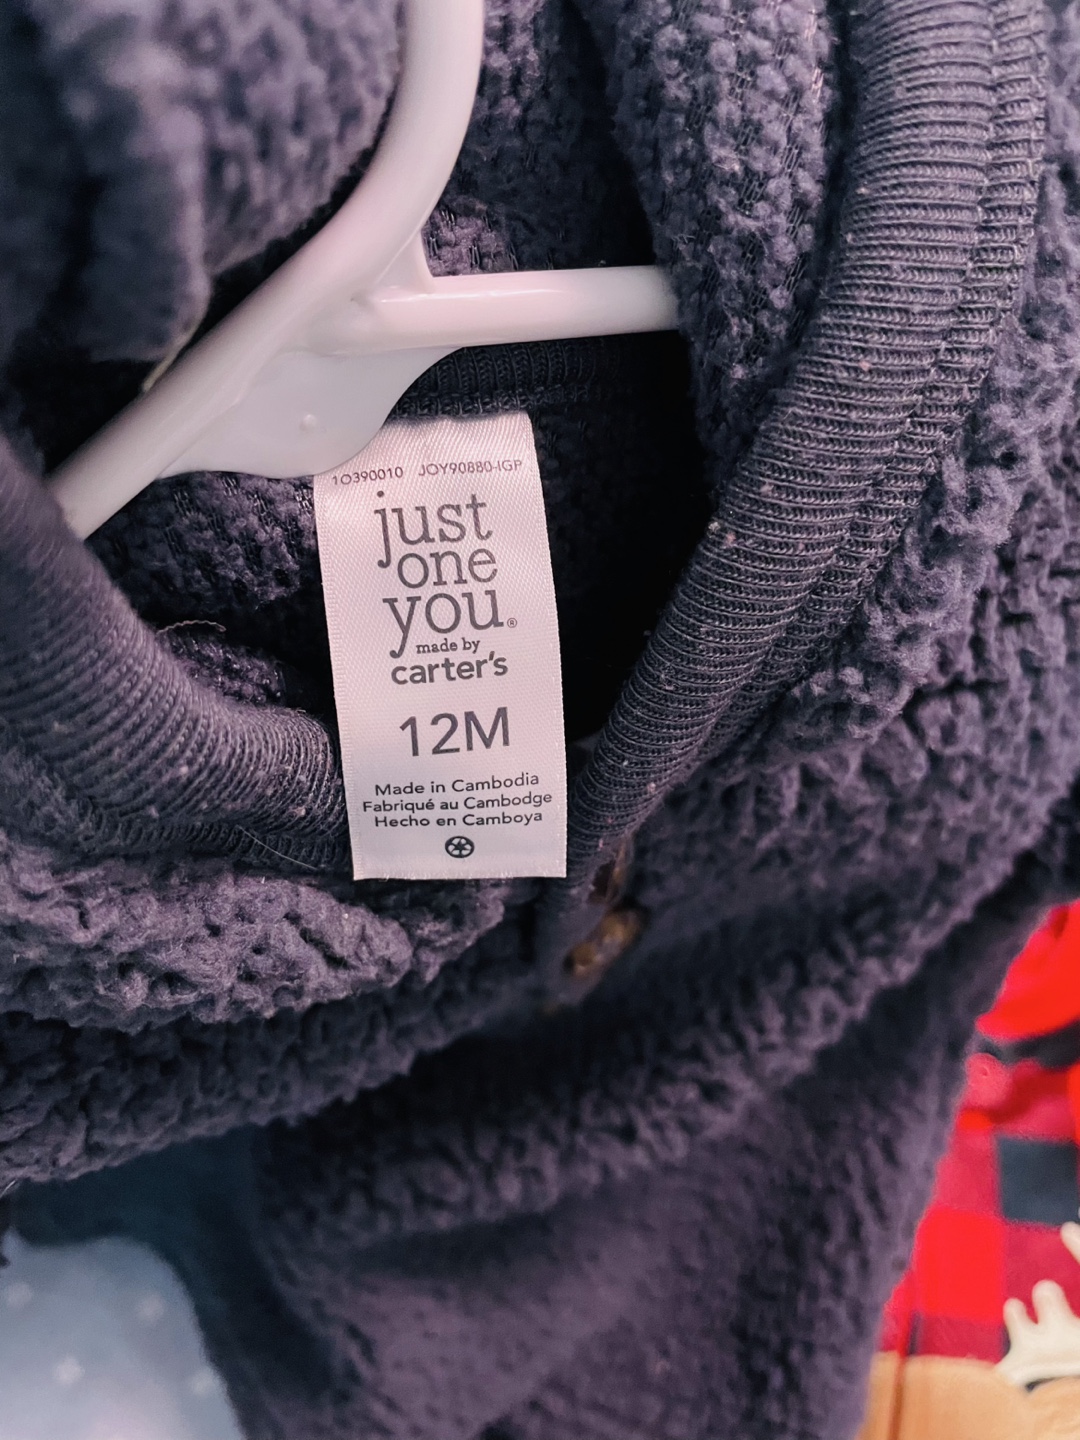 1O390010 JOY90880-IGP
just
one
you®
made by
carter's
12M
Made in Cambodia
Fabriqué au Cambodge
Hecho en Camboya